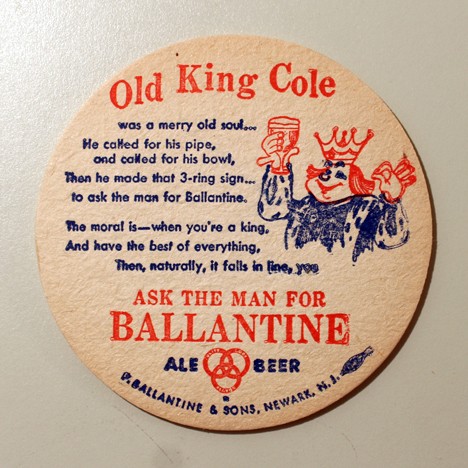 Old King Cole
was a merry old soul...
He called for his pipe,
and called for his bowl,
Then he made that 3-ring sign...
to ask the man for Ballantine.
The moral is—when you're a king,
And have the best of everything,
Then, naturally, it falls in line, you
ASK THE MAN FOR
BALLANTINE
ALE BEER
P. BALLANTINE & SONS, NEWARK, N. J.